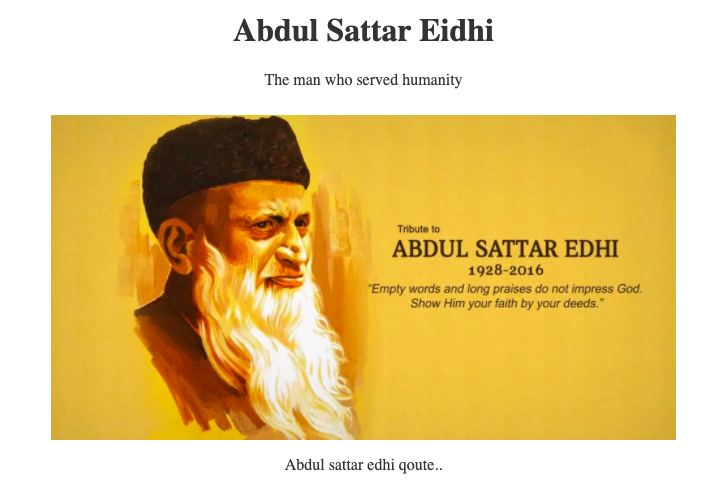 Abdul Sattar Eidhi
The man who served humanity
Tribute to
ABDUL SATTAR EDHI
1928-2016
“Empty words and long praises do not impress God.
Show Him your faith by your deeds.”
Abdul sattar edhi qoute..